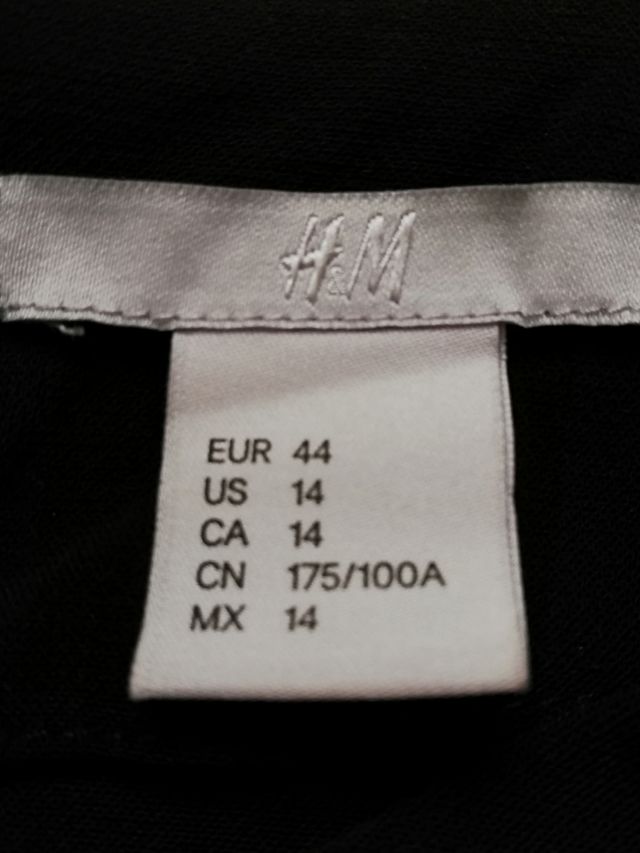 H&M
EUR 44
US 14
CA 14
CN 175/100A
MX 14